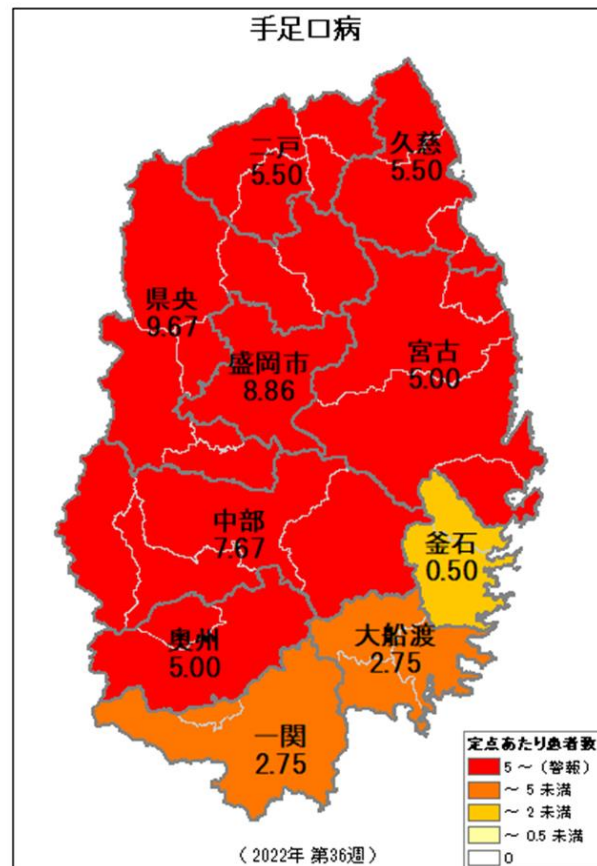 手足口病
二戸
5.50
久慈
5.50
県央
9.67
盛岡市
8.86
宮古
5.00
中部
7.67
釜石
0.50
奥州
5.00
大船渡
2.75
一関
2.75
定点あたり患者数
5 ～ (警報)
～ 5 未満
～ 2 未満
～ 0.5 未満
0
( 2022年 第36週 )